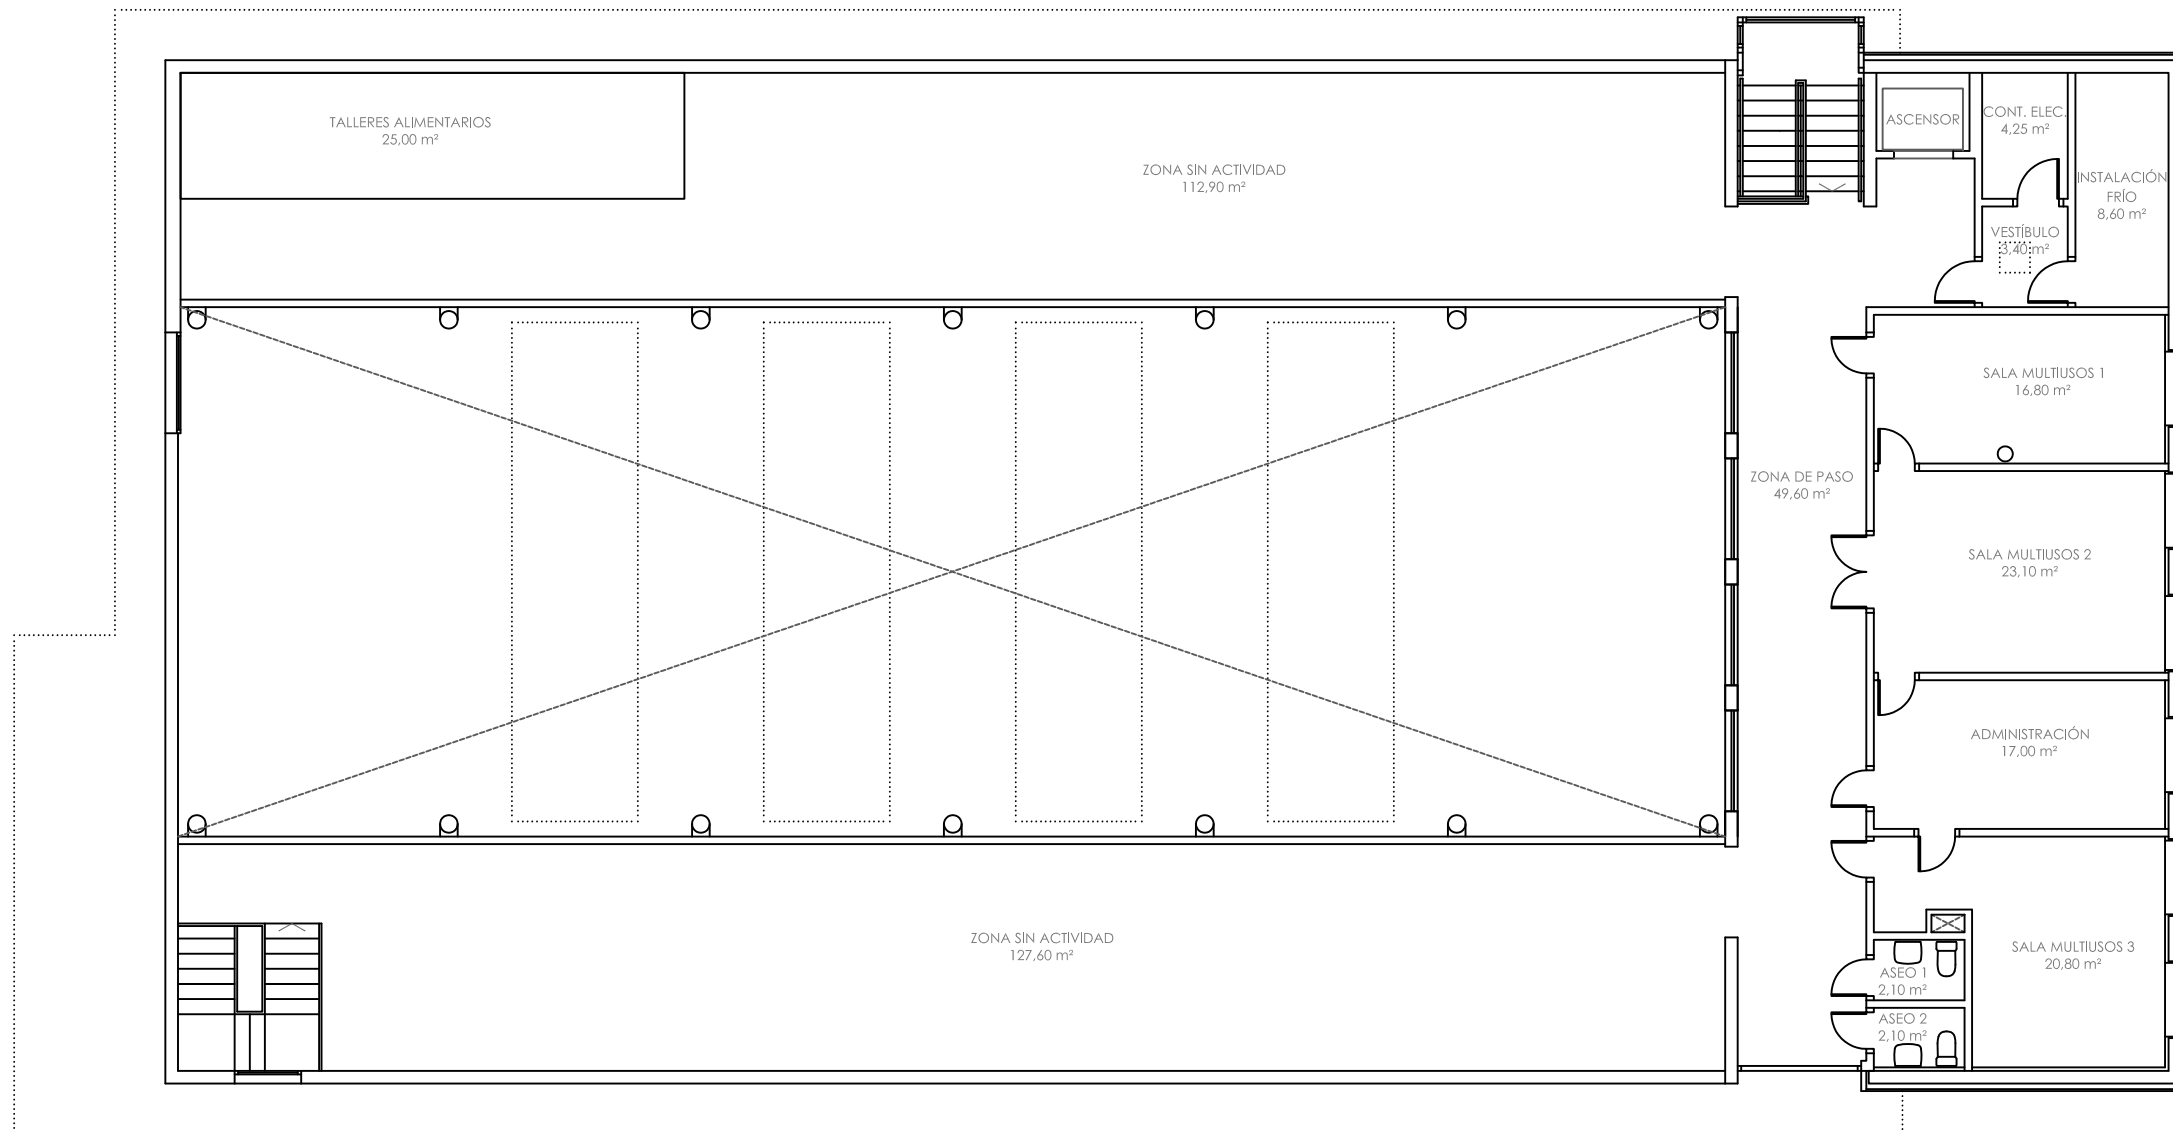 TALLERES ALIMENTARIOS
25,00 m²
ZONA SIN ACTIVIDAD
112,90 m²
ASCENSOR
CONT. ELEC.
4,25 m²
INSTALACIÓN
FRÍO
8,60 m²
VESTÍBULO
3,40 m²
SALA MULTIUSOS 1
16,80 m²
ZONA DE PASO
49,60 m²
SALA MULTIUSOS 2
23,10 m²
ADMINISTRACIÓN
17,00 m²
ZONA SIN ACTIVIDAD
127,60 m²
SALA MULTIUSOS 3
20,80 m²
ASEO 1
2,10 m²
ASEO 2
2,10 m²